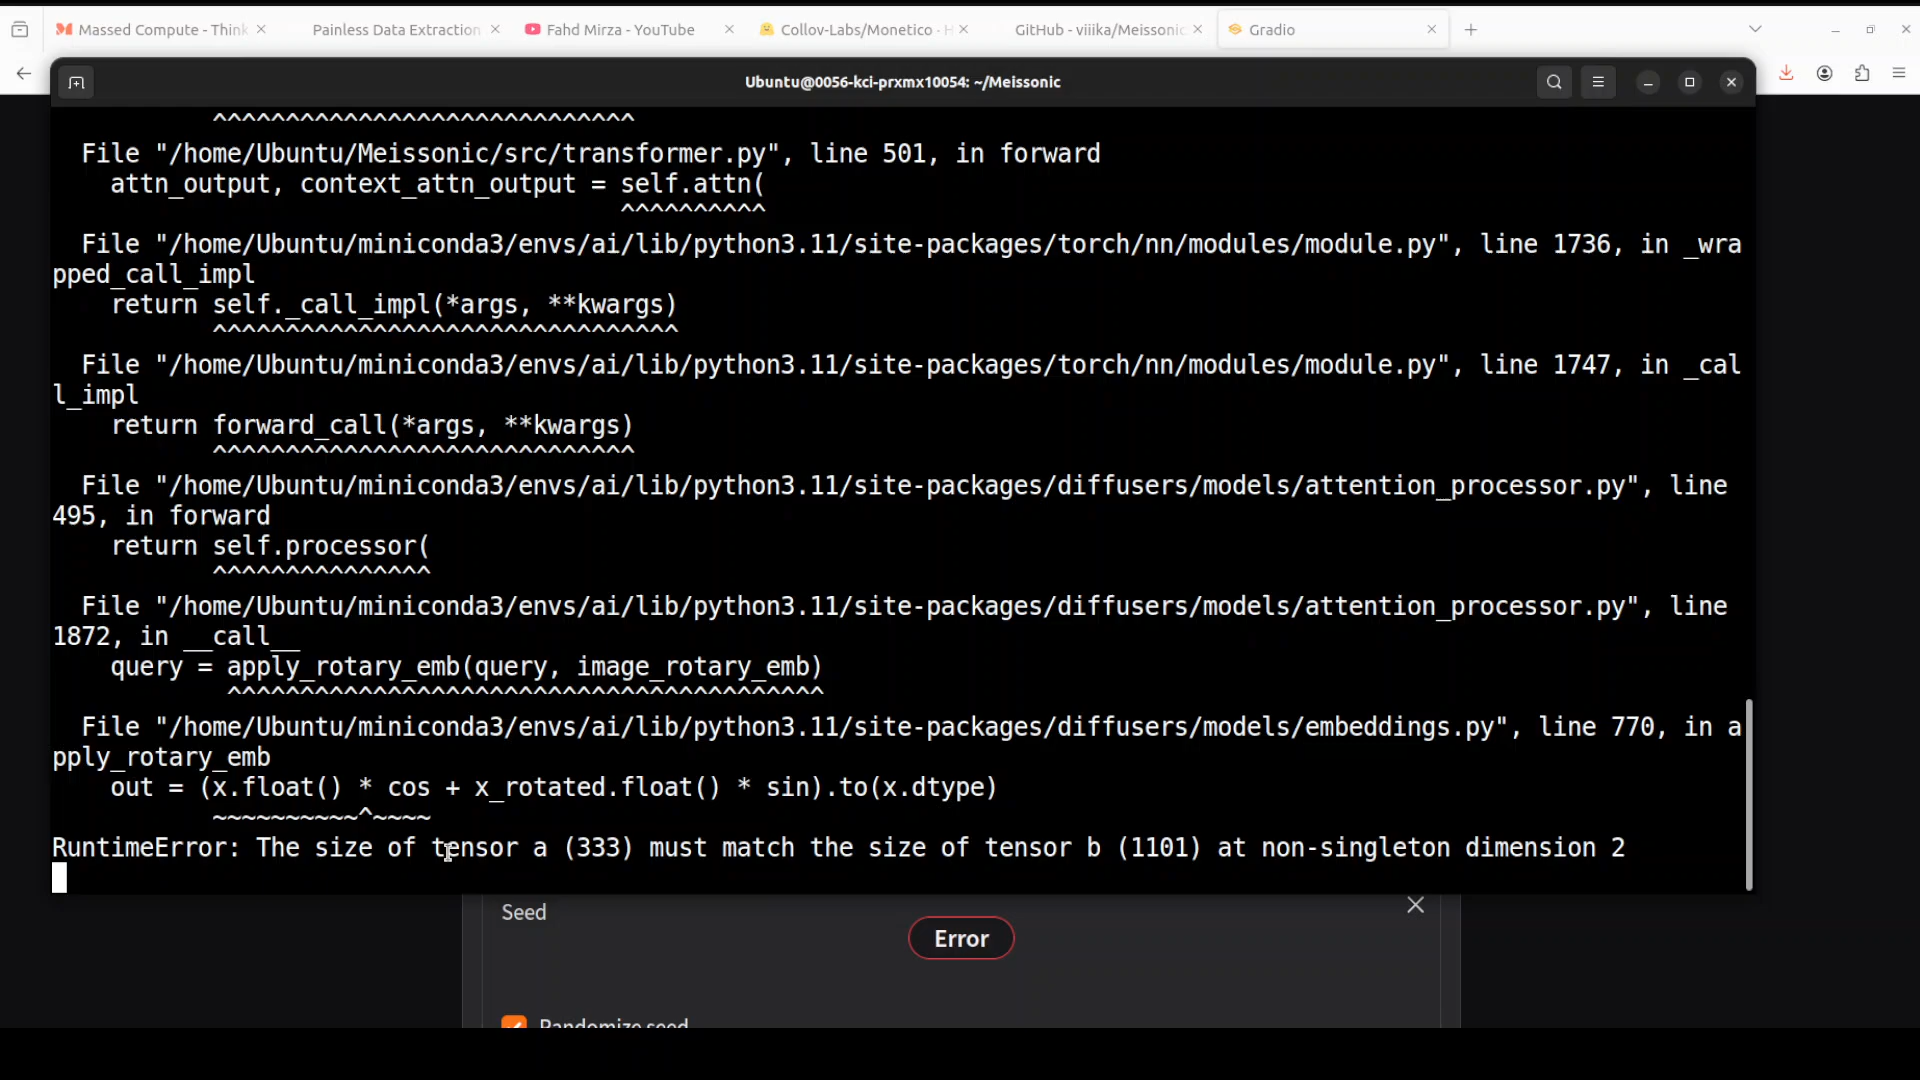 Massed Compute - Think
Painless Data Extraction
Fahd Mirza - YouTube
Collov-Labs/Monetico · H
GitHub - viiika/Meissonic:
Gradio
Ubuntu@0056-kci-prxmx10054: ~/Meissonic
^^^^^^^^^^^^^^^^^^^^^^^^^^^^^
File "/home/Ubuntu/Meissonic/src/transformer.py", line 501, in forward
attn_output, context_attn_output = self.attn(
^^^^^^^^^^
File "/home/Ubuntu/miniconda3/envs/ai/lib/python3.11/site-packages/torch/nn/modules/module.py", line 1736, in _wra
pped_call_impl
return self._call_impl(*args, **kwargs)
^^^^^^^^^^^^^^^^^^^^^^^^^^^^^^^^
File "/home/Ubuntu/miniconda3/envs/ai/lib/python3.11/site-packages/torch/nn/modules/module.py", line 1747, in _cal
l_impl
return forward_call(*args, **kwargs)
^^^^^^^^^^^^^^^^^^^^^^^^^^^^^
File "/home/Ubuntu/miniconda3/envs/ai/lib/python3.11/site-packages/diffusers/models/attention_processor.py", line
495, in forward
return self.processor(
^^^^^^^^^^^^^^^
File "/home/Ubuntu/miniconda3/envs/ai/lib/python3.11/site-packages/diffusers/models/attention_processor.py", line
1872, in __call__
query = apply_rotary_emb(query, image_rotary_emb)
^^^^^^^^^^^^^^^^^^^^^^^^^^^^^^^^^^^^^^^^^
File "/home/Ubuntu/miniconda3/envs/ai/lib/python3.11/site-packages/diffusers/models/embeddings.py", line 770, in a
pply_rotary_emb
out = (x.float() * cos + x_rotated.float() * sin).to(x.dtype)
~~~~~~~~~~^~~~~
RuntimeError: The size of tensor a (333) must match the size of tensor b (1101) at non-singleton dimension 2
Seed
Error
Randomize seed